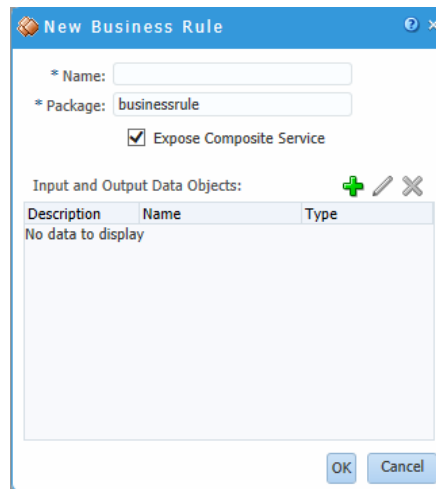 New Business Rule
* Name:
* Package: businessrule
Expose Composite Service
Input and Output Data Objects:
Description Name Type
No data to display
OK Cancel